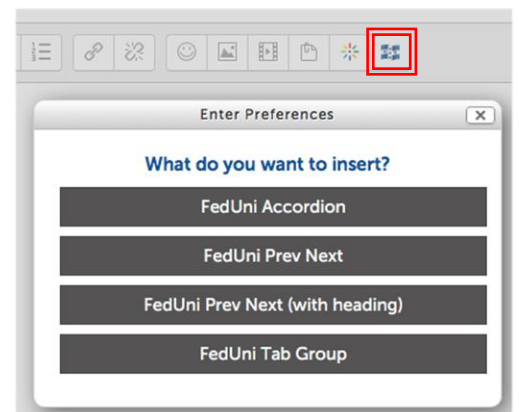 Enter Preferences
What do you want to insert?
FedUni Accordion
FedUni Prev Next
FedUni Prev Next (with heading)
FedUni Tab Group